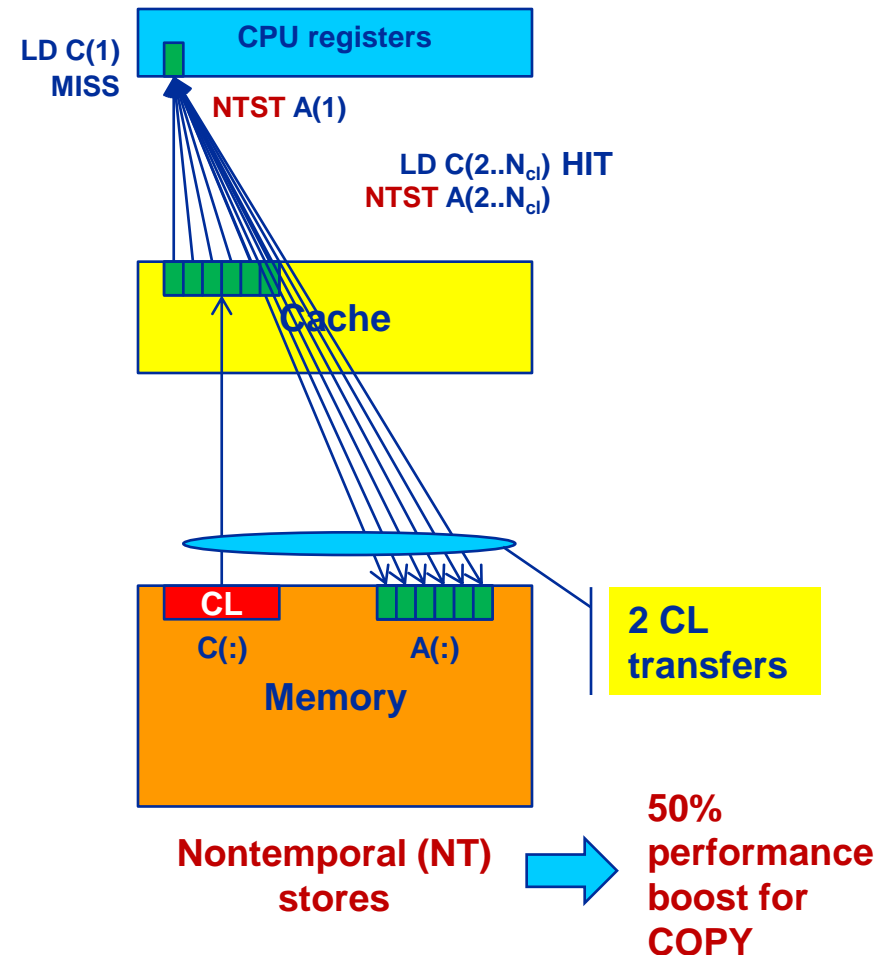 CPU registers
LD C(1)
MISS
NTST A(1)
LD C(2..Ncl) HIT
NTST A(2..Ncl)
Cache
CL
C(:)
A(:)
Memory
2 CL
transfers
Nontemporal (NT)
stores
50%
performance
boost for
COPY